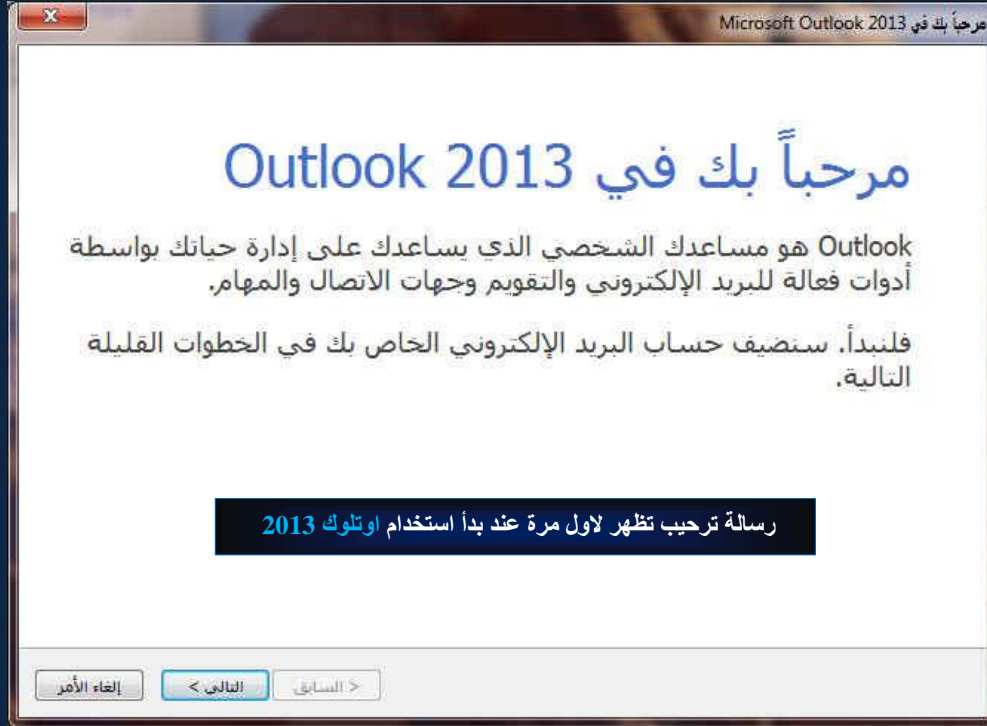 مرحباً بك في Microsoft Outlook 2013
مرحباً بك في Outlook 2013
Outlook هو مساعدك الشخصي الذي يساعدك على إدارة حياتك بواسطة
أدوات فعالة للبريد الإلكتروني والتقويم وجهات الاتصال والمهام.
فلنبدأ. سنضيف حساب البريد الإلكتروني الخاص بك في الخطوات القليلة
التالية.
رسالة ترحيب تظهر لاول مرة عند بدأ استخدام اوتلوك 2013
< السابق
التالي >
إلغاء الأمر